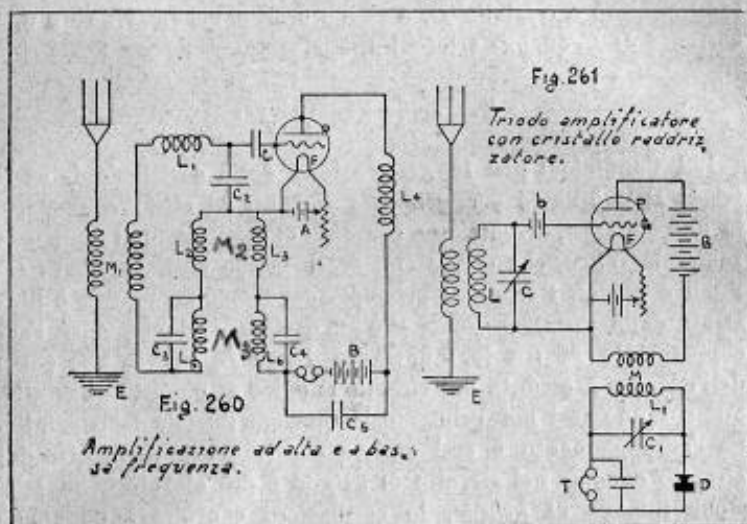 Fig. 260
Amplificazione ad alta e a bas-
sa frequenza.
M1
L1
C
C2
P
F
A
L4
L2
M2
L3
C3
M3
C4
L6
B
C5
E
Fig. 261
Triodo amplificatore
con cristallo raddriz
zatore.
b
P
G
F
B
L
C
M
L1
C1
E
T
D